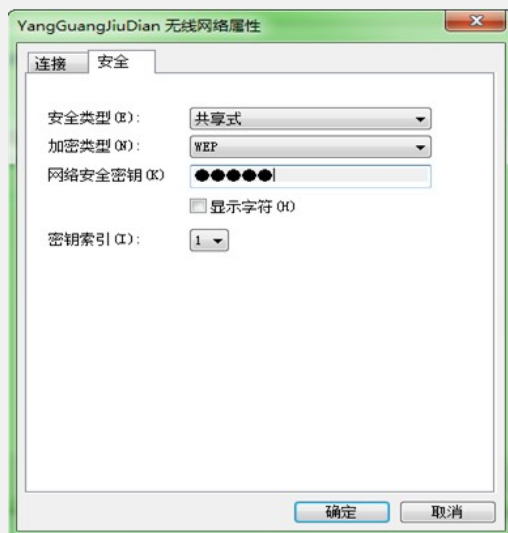 YangGuangJiuDian 无线网络属性
连接 安全
安全类型(E): 共享式
加密类型(N): WEP
网络安全密钥(K) ●●●●●
显示字符(H)
密钥索引(I): 1
确定 取消